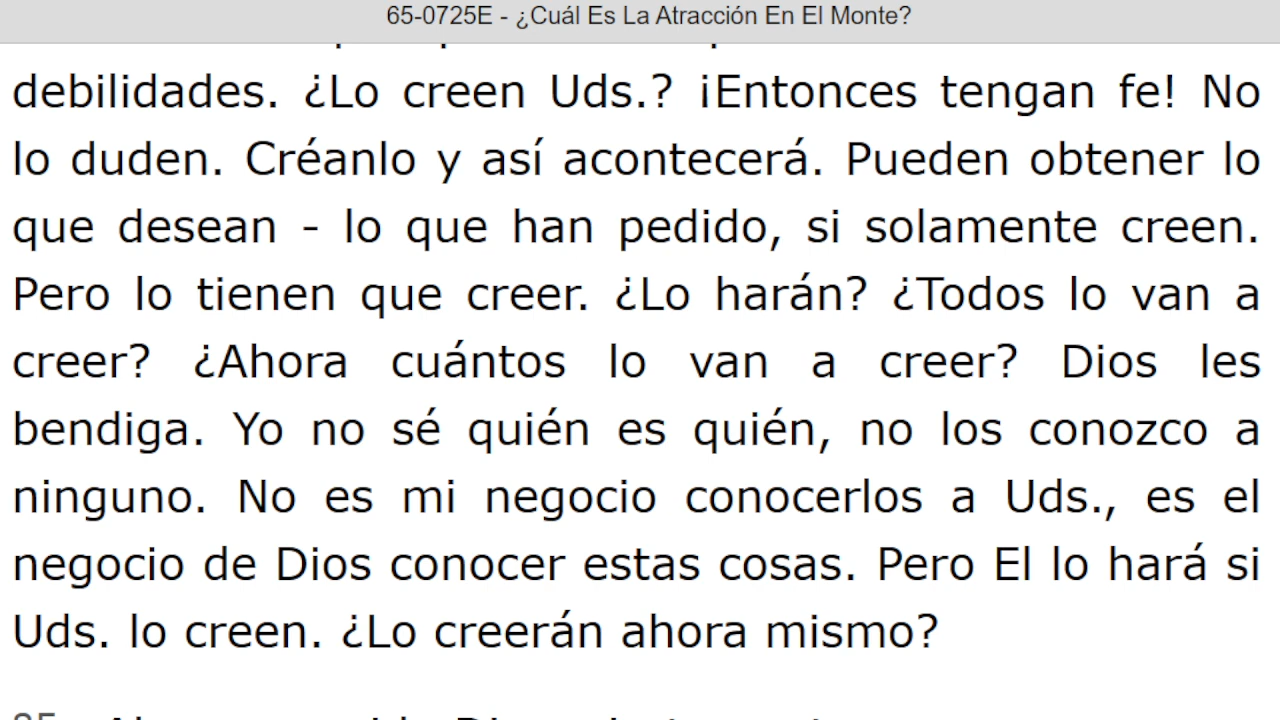 65-0725E - ¿Cuál Es La Atracción En El Monte?
debilidades. ¿Lo creen Uds.? ¡Entonces tengan fe! No
lo duden. Créanlo y así acontecerá. Pueden obtener lo
que desean - lo que han pedido, si solamente creen.
Pero lo tienen que creer. ¿Lo harán? ¿Todos lo van a
creer? ¿Ahora cuántos lo van a creer? Dios les
bendiga. Yo no sé quién es quién, no los conozco a
ninguno. No es mi negocio conocerlos a Uds., es el
negocio de Dios conocer estas cosas. Pero El lo hará si
Uds. lo creen. ¿Lo creerán ahora mismo?